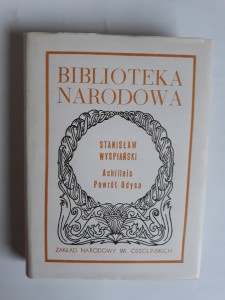 BIBLIOTEKA
NARODOWA
STANISŁAW
WYSPIAŃSKI
Achilleis
Powrót Odysa
ZAKŁAD NARODOWY IM. OSSOLIŃSKICH